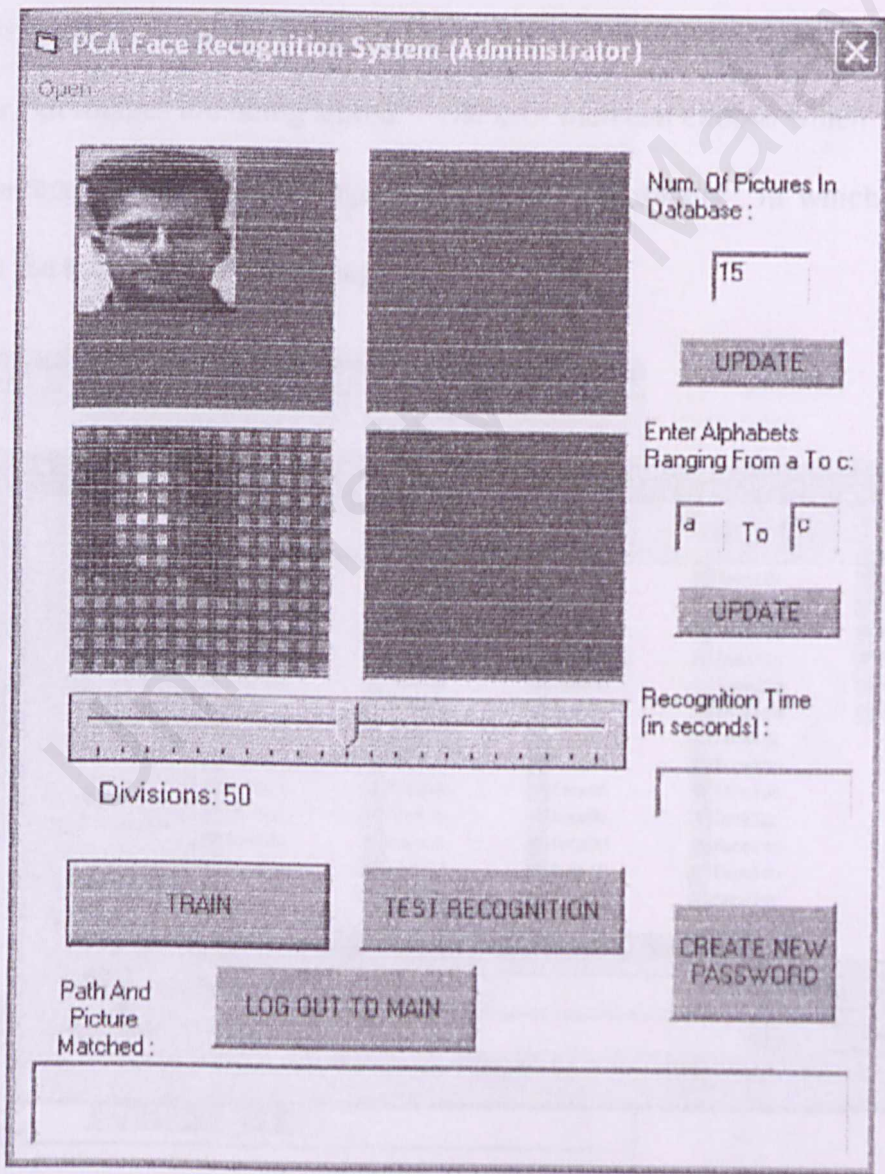 PCA Face Recognition System (Administrator)
Open
Num. Of Pictures In
Database :
15
UPDATE
Enter Alphabets
Ranging From a To c:
a To c
UPDATE
Recognition Time
(in seconds) :
Divisions: 50
TRAIN
TEST RECOGNITION
CREATE NEW
PASSWORD
Path And
Picture
Matched :
LOG OUT TO MAIN
which